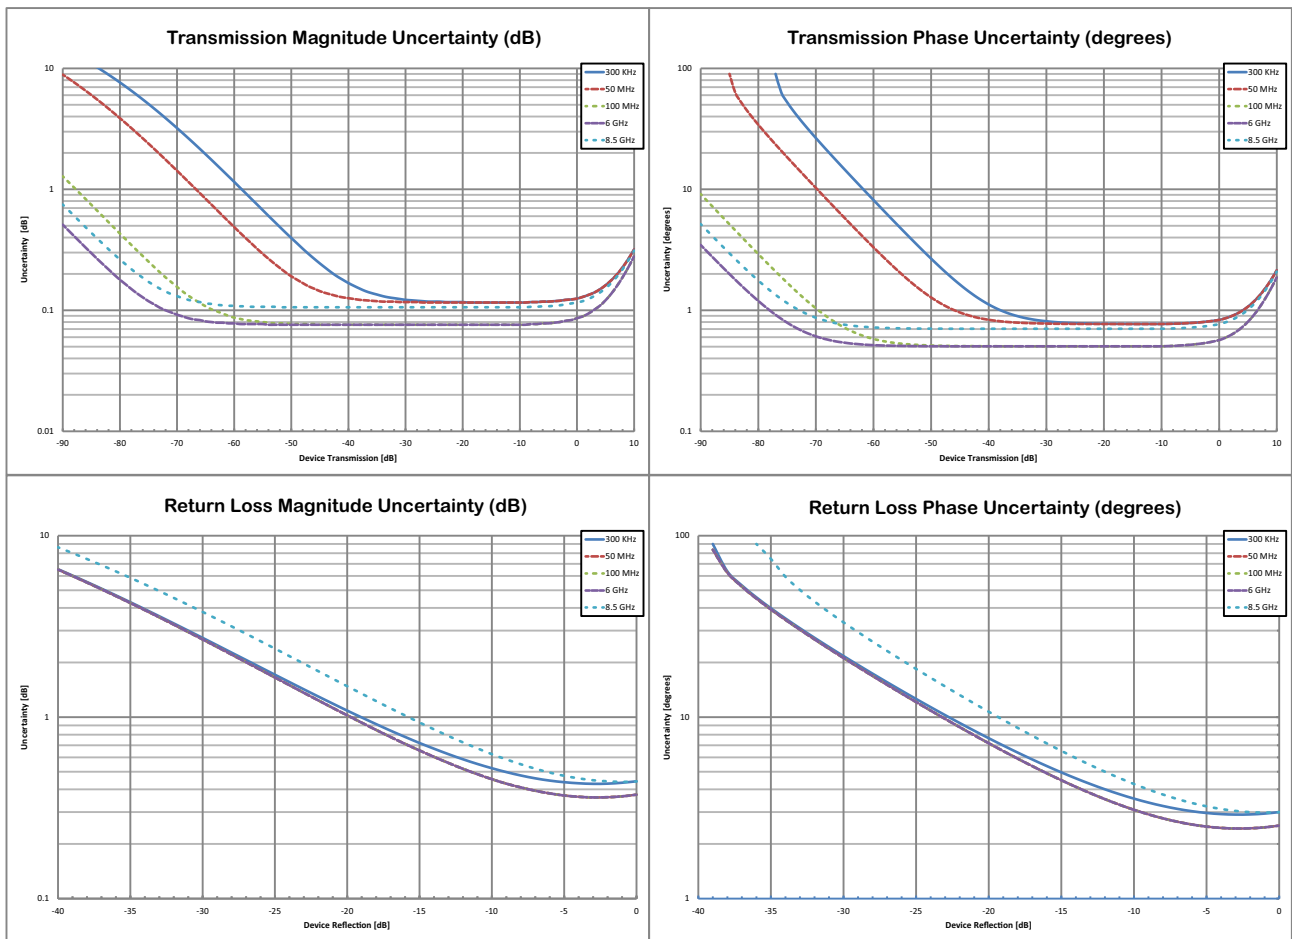 Transmission Magnitude Uncertainty (dB)
10
1
0.1
0.01
Uncertainty [dB]
-90
-80
-70
-60
-50
-40
-30
-20
-10
0
10
Device Transmission [dB]
300 KHz
50 MHz
100 MHz
6 GHz
8.5 GHz
Transmission Phase Uncertainty (degrees)
100
10
1
0.1
Uncertainty [degrees]
-90
-80
-70
-60
-50
-40
-30
-20
-10
0
10
Device Transmission [dB]
300 KHz
50 MHz
100 MHz
6 GHz
8.5 GHz
Return Loss Magnitude Uncertainty (dB)
10
1
0.1
Uncertainty [dB]
-40
-35
-30
-25
-20
-15
-10
-5
0
Device Reflection [dB]
300 KHz
50 MHz
100 MHz
6 GHz
8.5 GHz
Return Loss Phase Uncertainty (degrees)
100
10
1
Uncertainty [degrees]
-40
-35
-30
-25
-20
-15
-10
-5
0
Device Reflection [dB]
300 KHz
50 MHz
100 MHz
6 GHz
8.5 GHz